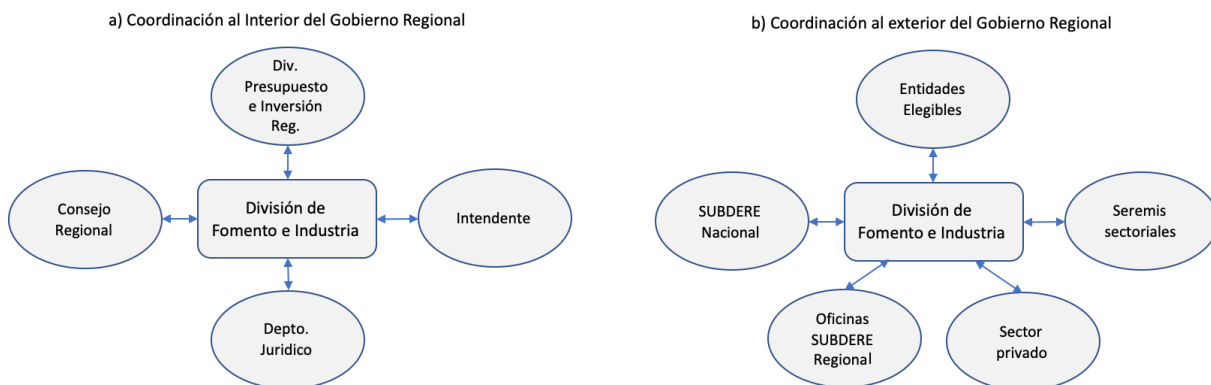 a) Coordinación al Interior del Gobierno Regional
Div.
Presupuesto
e Inversión
Reg.
Consejo
Regional
División de
Fomento e Industria
Intendente
Depto.
Juridico
b) Coordinación al exterior del Gobierno Regional
Entidades
Elegibles
SUBDERE
Nacional
División de
Fomento e Industria
Seremis
sectoriales
Oficinas
SUBDERE
Regional
Sector
privado